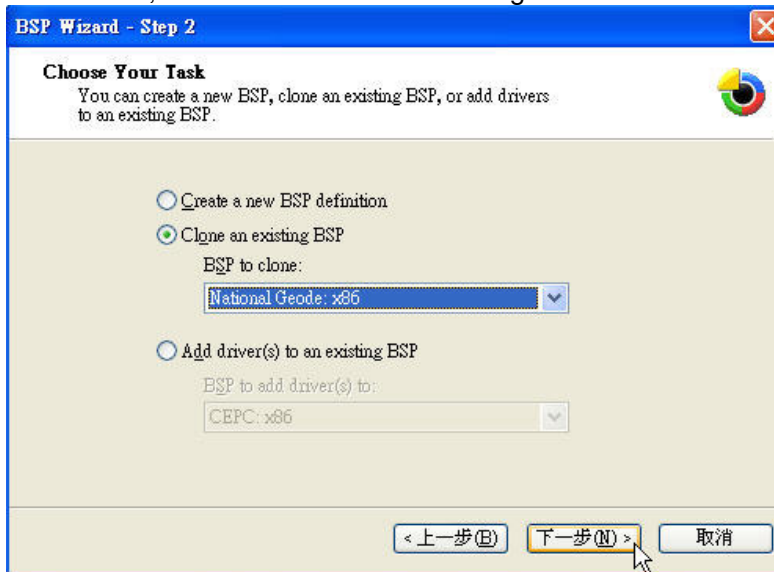 BSP Wizard - Step 2
Choose Your Task
You can create a new BSP, clone an existing BSP, or add drivers
to an existing BSP.
Create a new BSP definition
Clone an existing BSP
BSP to clone:
National Geode: x86
Add driver(s) to an existing BSP
BSP to add driver(s) to:
CEPC: x86
<上一步(B) 下一步(N)> 取消